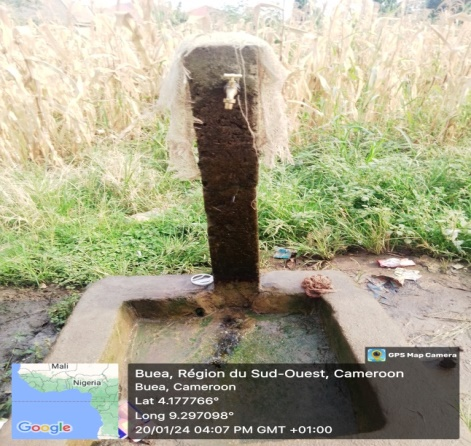 GPS Map Camera
Mali
Nigeria
Google
Buea, Région du Sud-Ouest, Cameroon
Buea, Cameroon
Lat 4.177766°
Long 9.297098°
20/01/24 04:07 PM GMT +01:00